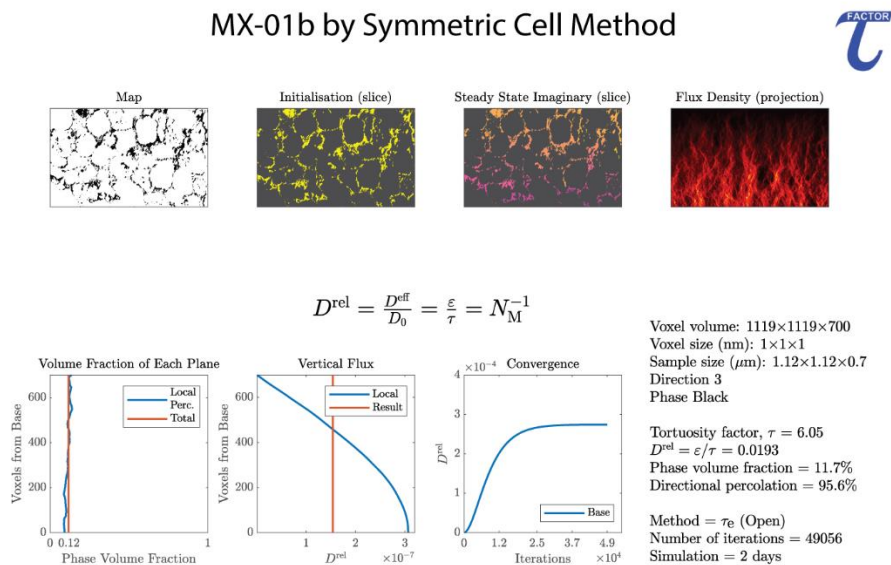 MX-01b by Symmetric Cell Method
FACTOR
τ
Map
Initialisation (slice)
Steady State Imaginary (slice)
Flux Density (projection)
D^rel = D^eff/D_0 = ε/τ = N_M^-1
Voxel volume: 1119×1119×700
Voxel size (nm): 1×1×1
Sample size (μm): 1.12×1.12×0.7
Direction 3
Phase Black
Tortuosity factor, τ = 6.05
D^rel = ε/τ = 0.0193
Phase volume fraction = 11.7%
Directional percolation = 95.6%
Method = τ_e (Open)
Number of iterations = 49056
Simulation = 2 days
Volume Fraction of Each Plane
Voxels from Base
600
400
200
0
Local
Perc.
Total
0 0.12 1
Phase Volume Fraction
Vertical Flux
Voxels from Base
600
400
200
0
Local
Result
0 1 2 3
D^rel ×10^-7
Convergence
×10^-4
D^rel
4
3
2
1
0
Base
0 1.2 2.5 3.7 4.9
Iterations ×10^4